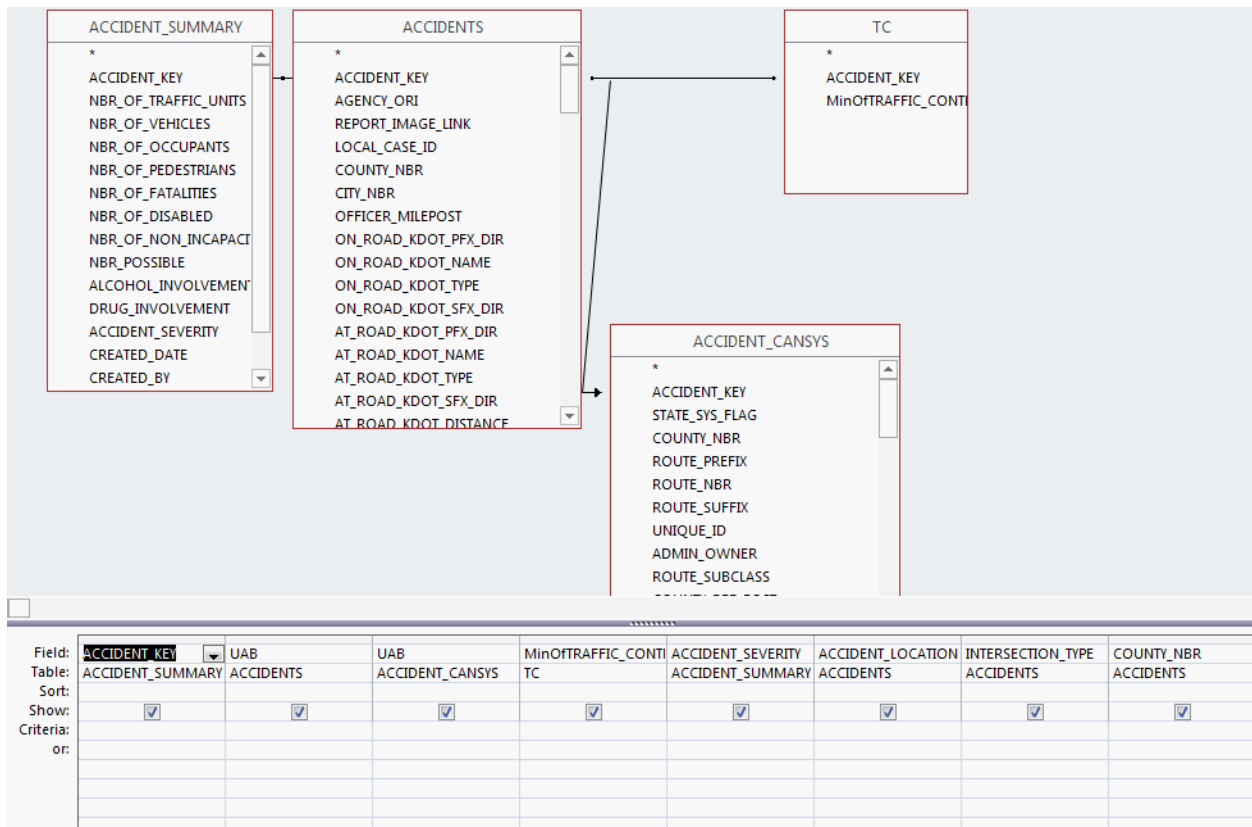 ACCIDENT_SUMMARY
*
ACCIDENT_KEY
NBR_OF_TRAFFIC_UNITS
NBR_OF_VEHICLES
NBR_OF_OCCUPANTS
NBR_OF_PEDESTRIANS
NBR_OF_FATALITIES
NBR_OF_DISABLED
NBR_OF_NON_INCAPACI
NBR_POSSIBLE
ALCOHOL_INVOLVEMEN
DRUG_INVOLVEMENT
ACCIDENT_SEVERITY
CREATED_DATE
CREATED_BY
ACCIDENTS
*
ACCIDENT_KEY
AGENCY_ORI
REPORT_IMAGE_LINK
LOCAL_CASE_ID
COUNTY_NBR
CITY_NBR
OFFICER_MILEPOST
ON_ROAD_KDOT_PFX_DIR
ON_ROAD_KDOT_NAME
ON_ROAD_KDOT_TYPE
ON_ROAD_KDOT_SFX_DIR
AT_ROAD_KDOT_PFX_DIR
AT_ROAD_KDOT_NAME
AT_ROAD_KDOT_TYPE
AT_ROAD_KDOT_SFX_DIR
AT_ROAD_KDOT_DISTANCE
TC
*
ACCIDENT_KEY
MinOfTRAFFIC_CONT
ACCIDENT_CANSYS
*
ACCIDENT_KEY
STATE_SYS_FLAG
COUNTY_NBR
ROUTE_PREFIX
ROUTE_NBR
ROUTE_SUFFIX
UNIQUE_ID
ADMIN_OWNER
ROUTE_SUBCLASS
Field: ACCIDENT_KEY UAB UAB MinOfTRAFFIC_CONT ACCIDENT_SEVERITY ACCIDENT_LOCATION INTERSECTION_TYPE COUNTY_NBR
Table: ACCIDENT_SUMMARY ACCIDENTS ACCIDENT_CANSYS TC ACCIDENT_SUMMARY ACCIDENTS ACCIDENTS ACCIDENTS
Sort:
Show:
Criteria:
or: